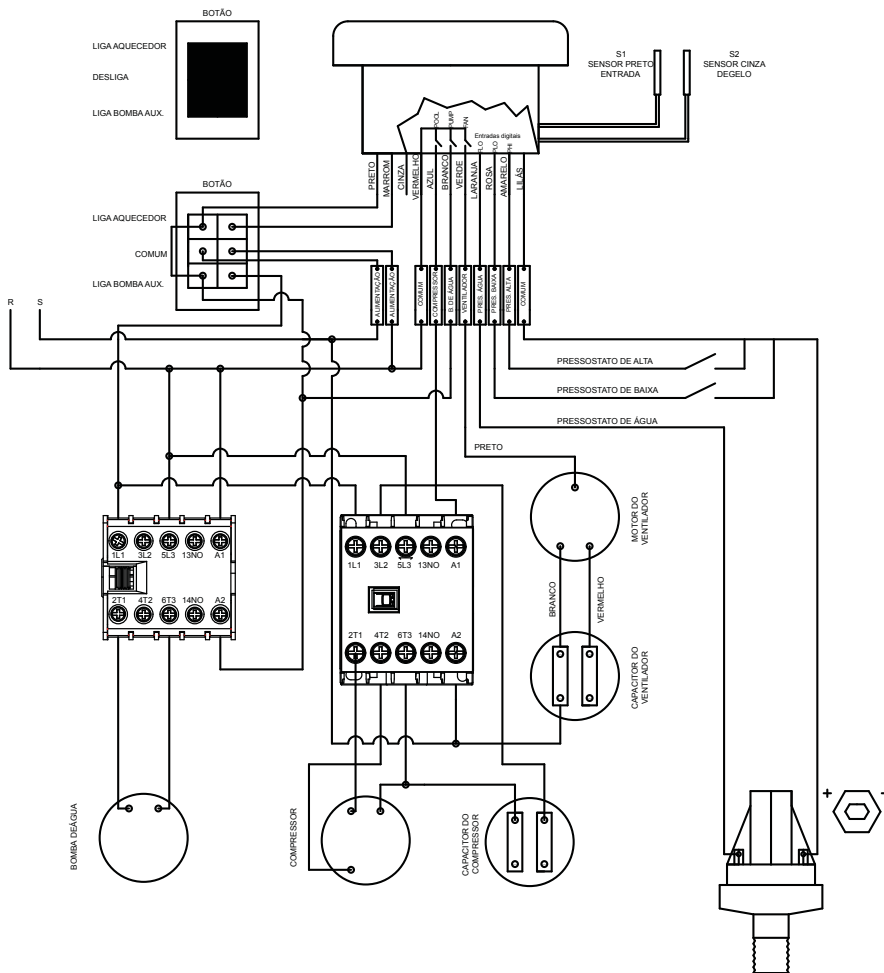 BOTÃO
LIGA AQUECEDOR
DESLIGA
LIGA BOMBA AUX.
S1
SENSOR PRETO
ENTRADA
S2
SENSOR CINZA
DEGELO
POOL
PUMP
FAN
Entradas digitais
FLO
PLO
PHI
PRETO
MARROM
CINZA
VERMELHO
AZUL
BRANCO
VERDE
LARANJA
ROSA
AMARELO
LILÁS
BOTÃO
LIGA AQUECEDOR
COMUM
LIGA BOMBA AUX.
R
S
ALIMENTAÇÃO
ALIMENTAÇÃO
COMUM
COMPRESSOR
B. DE ÁGUA
VENTILADOR
PRES. ÁGUA
PRES. BAIXA
PRES. ALTA
COMUM
PRESSOSTATO DE ALTA
PRESSOSTATO DE BAIXA
PRESSOSTATO DE ÁGUA
PRETO
MOTOR DO
VENTILADOR
1L1 3L2 5L3 13NO A1
2T1 4T2 6T3 14NO A2
1L1 3L2 5L3 13NO A1
2T1 4T2 6T3 14NO A2
BRANCO
VERMELHO
CAPACITOR DO
VENTILADOR
BOMBA DEÁGUA
COMPRESSOR
CAPACITOR DO
COMPRESSOR
+ -